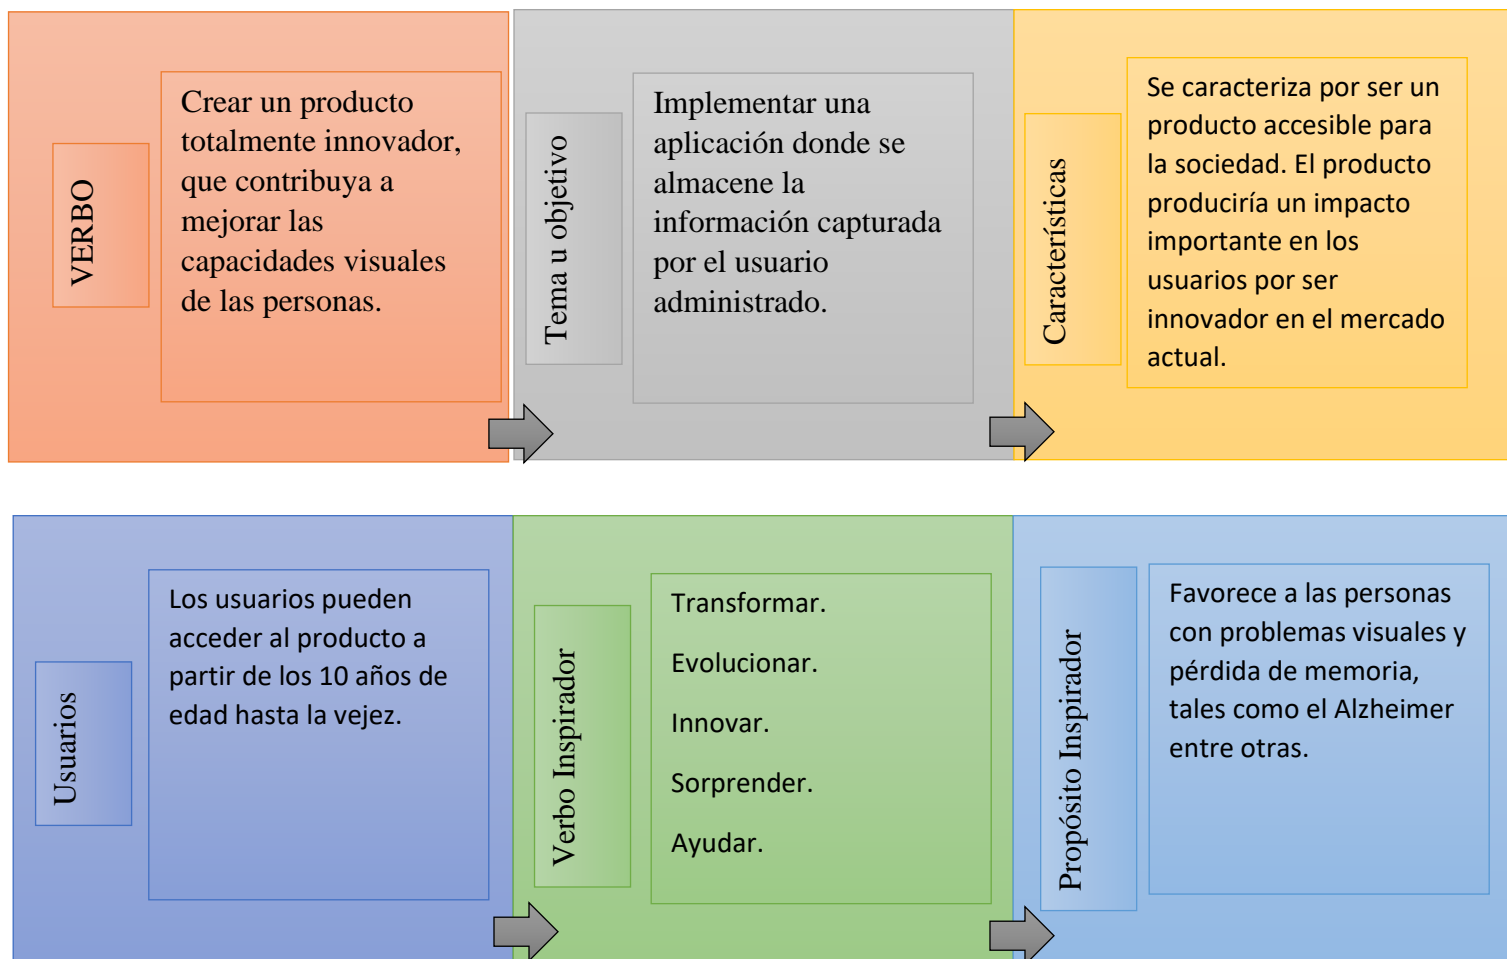 VERBO
Crear un producto
totalmente innovador,
que contribuya a
mejorar las
capacidades visuales
de las personas.
Tema u objetivo
Implementar una
aplicación donde se
almacene la
información capturada
por el usuario
administrado.
Características
Se caracteriza por ser un
producto accesible para
la sociedad. El producto
produciría un impacto
importante en los
usuarios por ser
innovador en el mercado
actual.
Usuarios
Los usuarios pueden
acceder al producto a
partir de los 10 años de
edad hasta la vejez.
Verbo Inspirador
Transformar.
Evolucionar.
Innovar.
Sorprender.
Ayudar.
Propósito Inspirador
Favorece a las personas
con problemas visuales y
pérdida de memoria,
tales como el Alzheimer
entre otras.